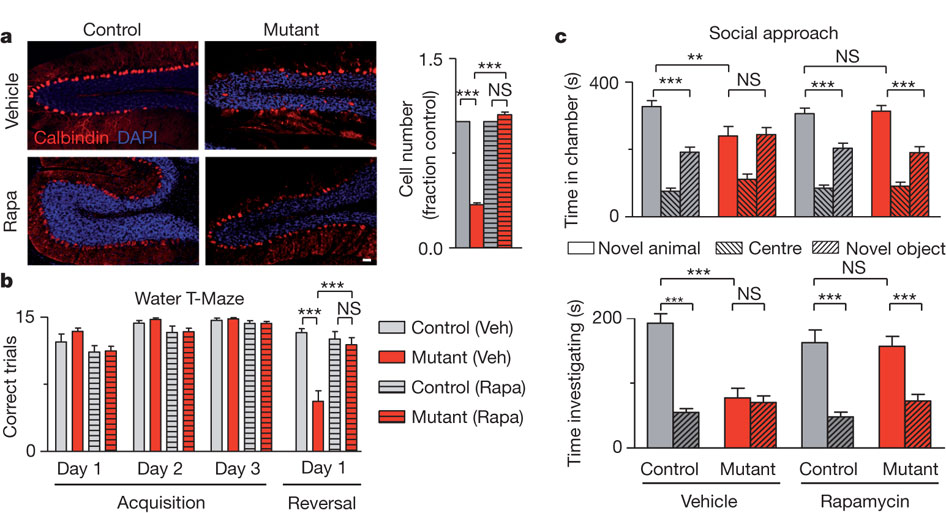 a
Control
Mutant
Vehicle
Calbindin DAPI
Rapa
Cell number
(fraction control)
1.5
0.0
***
***
NS
b
Water T-Maze
Correct trials
15
0
***
***
NS
Day 1
Day 2
Day 3
Day 1
Acquisition
Reversal
Control (Veh)
Mutant (Veh)
Control (Rapa)
Mutant (Rapa)
c
Social approach
Time in chamber (s)
400
200
0
**
NS
***
NS
***
***
Novel animal
Centre
Novel object
Time investigating (s)
200
0
***
NS
***
NS
***
***
Control
Mutant
Control
Mutant
Vehicle
Rapamycin